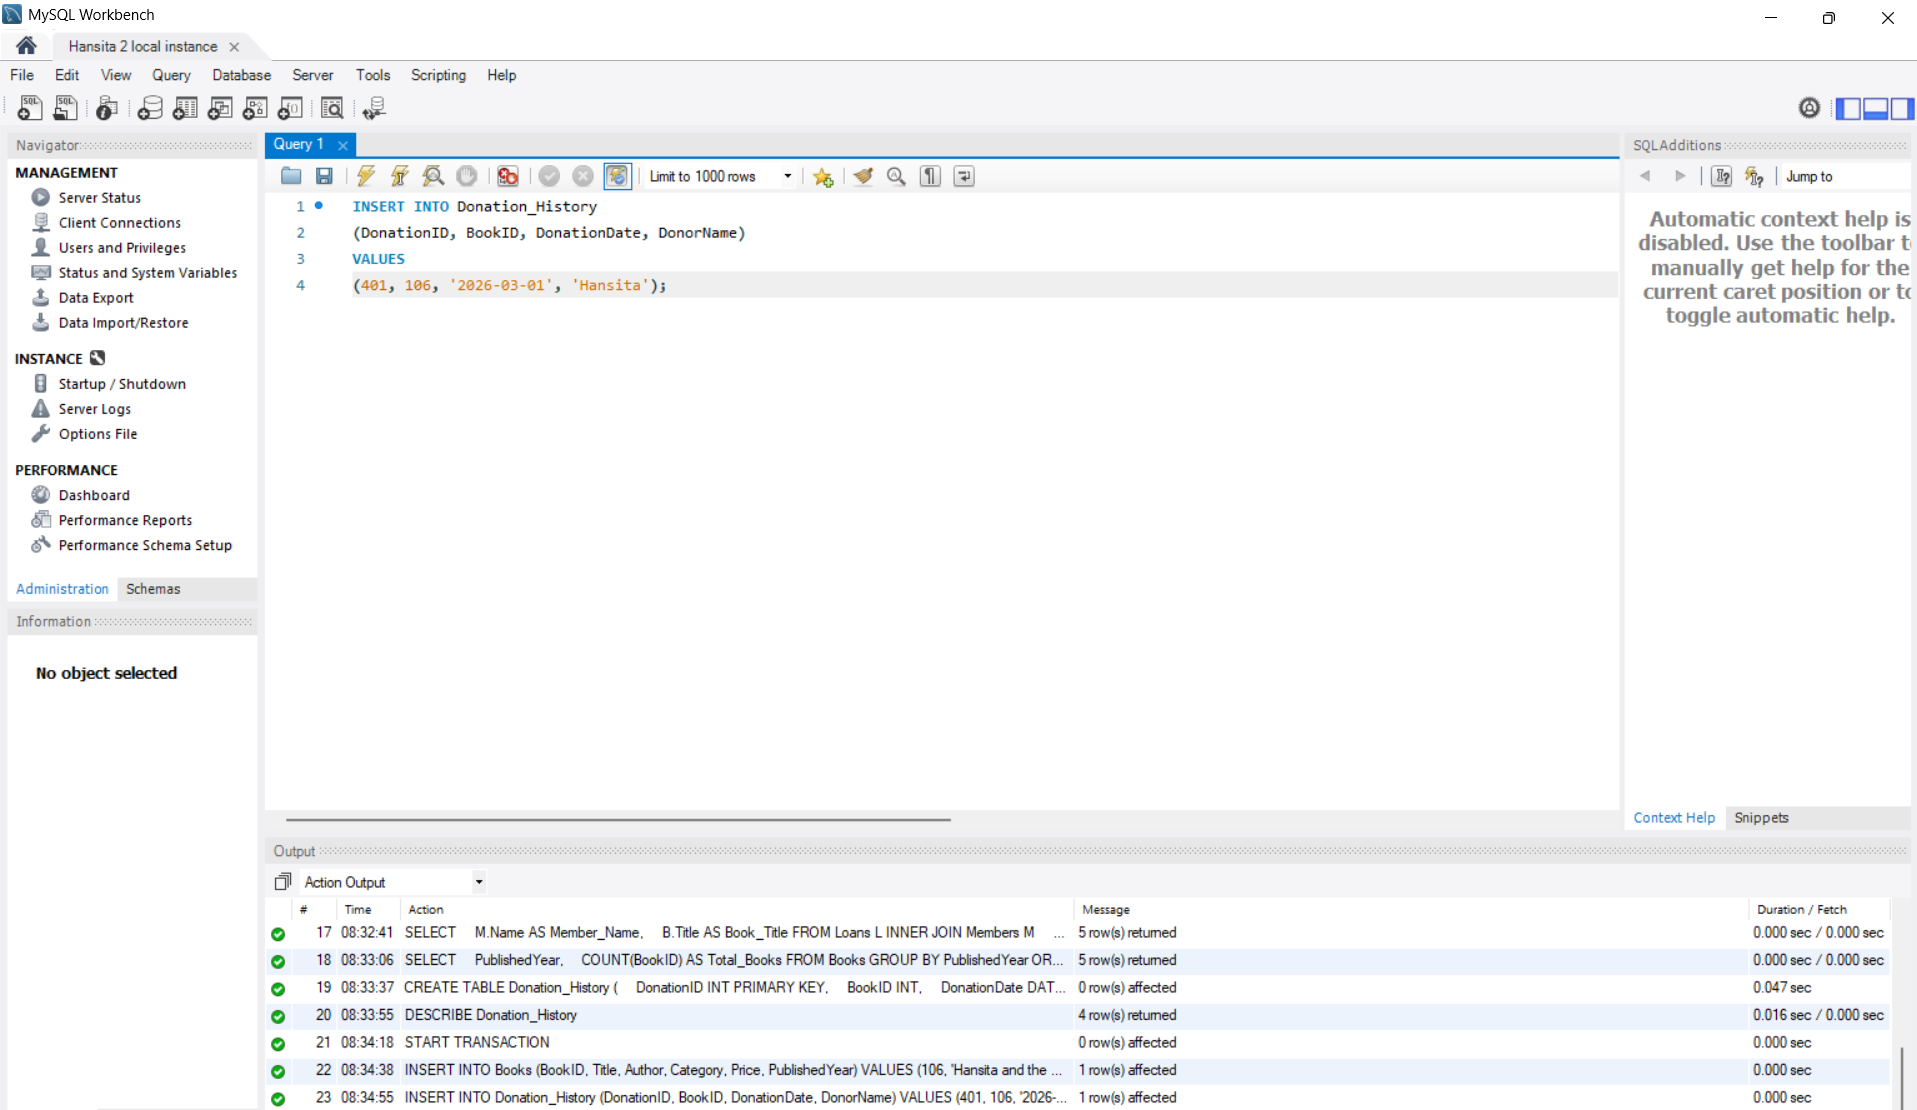 MySQL Workbench
Hansita 2 local instance
File Edit View Query Database Server Tools Scripting Help
Navigator
MANAGEMENT
Server Status
Client Connections
Users and Privileges
Status and System Variables
Data Export
Data Import/Restore
INSTANCE
Startup / Shutdown
Server Logs
Options File
PERFORMANCE
Dashboard
Performance Reports
Performance Schema Setup
Administration Schemas
Information
No object selected
Query 1
Limit to 1000 rows
1 INSERT INTO Donation_History
2 (DonationID, BookID, DonationDate, DonorName)
3 VALUES
4 (401, 106, '2026-03-01', 'Hansita');
SQLAdditions
Jump to
Automatic context help is
disabled. Use the toolbar t
manually get help for the
current caret position or to
toggle automatic help.
Context Help Snippets
Output
Action Output
# Time Action Message Duration / Fetch
17 08:32:41 SELECT M.Name AS Member_Name, B.Title AS Book_Title FROM Loans L INNER JOIN Members M ... 5 row(s) returned 0.000 sec / 0.000 sec
18 08:33:06 SELECT PublishedYear, COUNT(BookID) AS Total_Books FROM Books GROUP BY PublishedYear OR... 5 row(s) returned 0.000 sec / 0.000 sec
19 08:33:37 CREATE TABLE Donation_History ( DonationID INT PRIMARY KEY, BookID INT, DonationDate DAT... 0 row(s) affected 0.047 sec
20 08:33:55 DESCRIBE Donation_History 4 row(s) returned 0.016 sec / 0.000 sec
21 08:34:18 START TRANSACTION 0 row(s) affected 0.000 sec
22 08:34:38 INSERT INTO Books (BookID, Title, Author, Category, Price, PublishedYear) VALUES (106, 'Hansita and the ... 1 row(s) affected 0.000 sec
23 08:34:55 INSERT INTO Donation_History (DonationID, BookID, DonationDate, DonorName) VALUES (401, 106, '2026-... 1 row(s) affected 0.000 sec